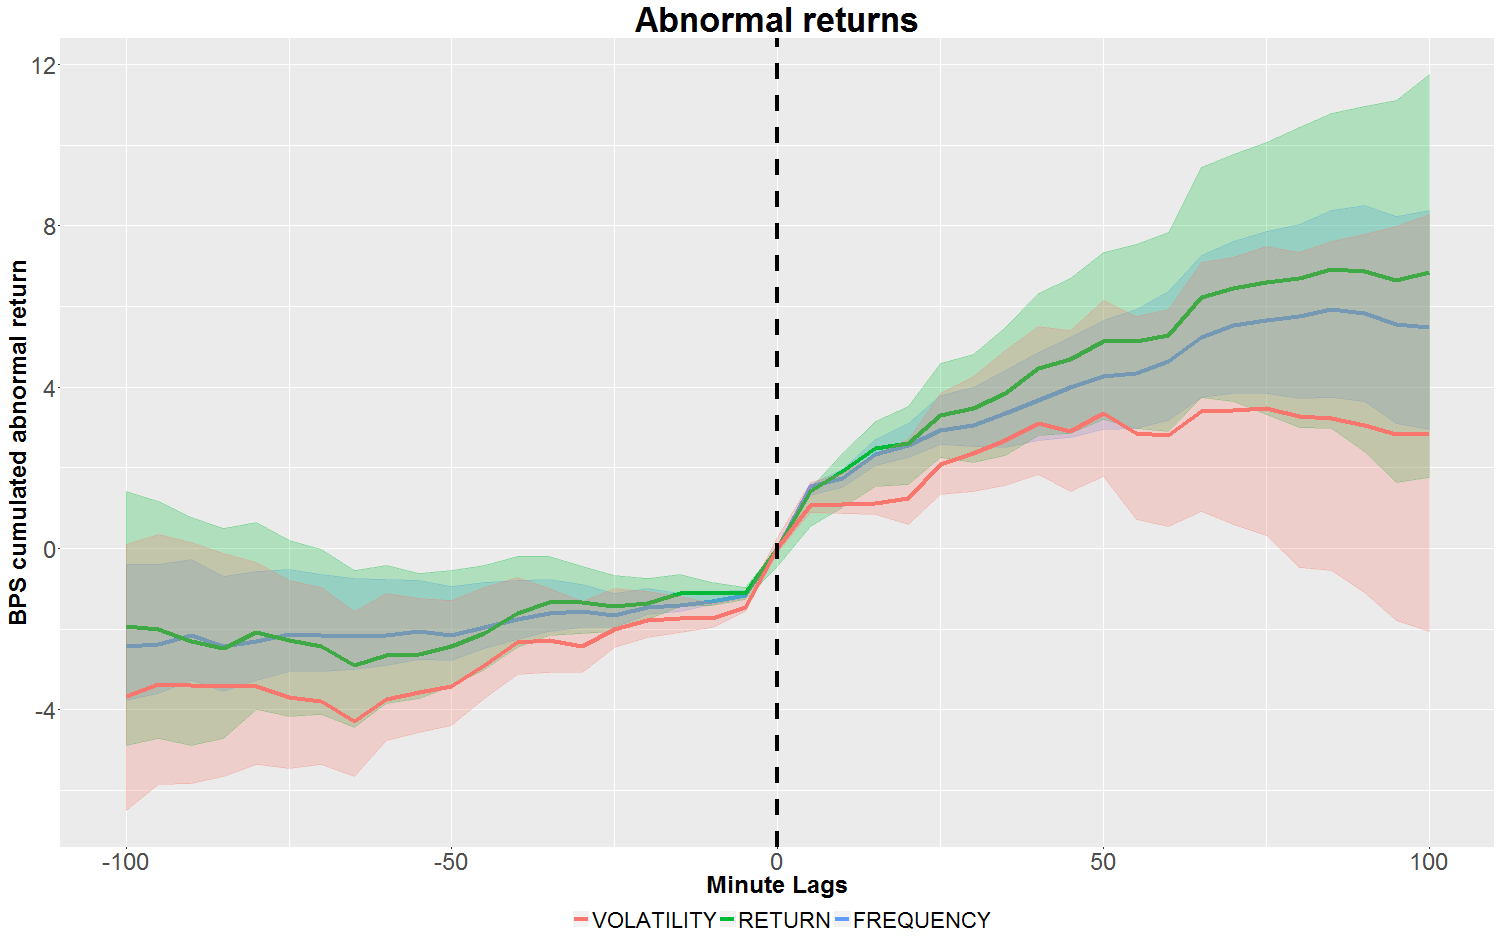 Abnormal returns
BPS cumulated abnormal return
12
8
4
0
-4
-100 -50 0 50 100
Minute Lags
VOLATILITY RETURN FREQUENCY